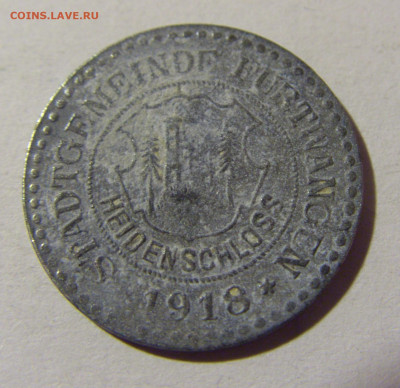 COINS.LAVE.RU
STADTGEMEINDE FURTWANGEN
HEIDENSCHLOSS
*1918*